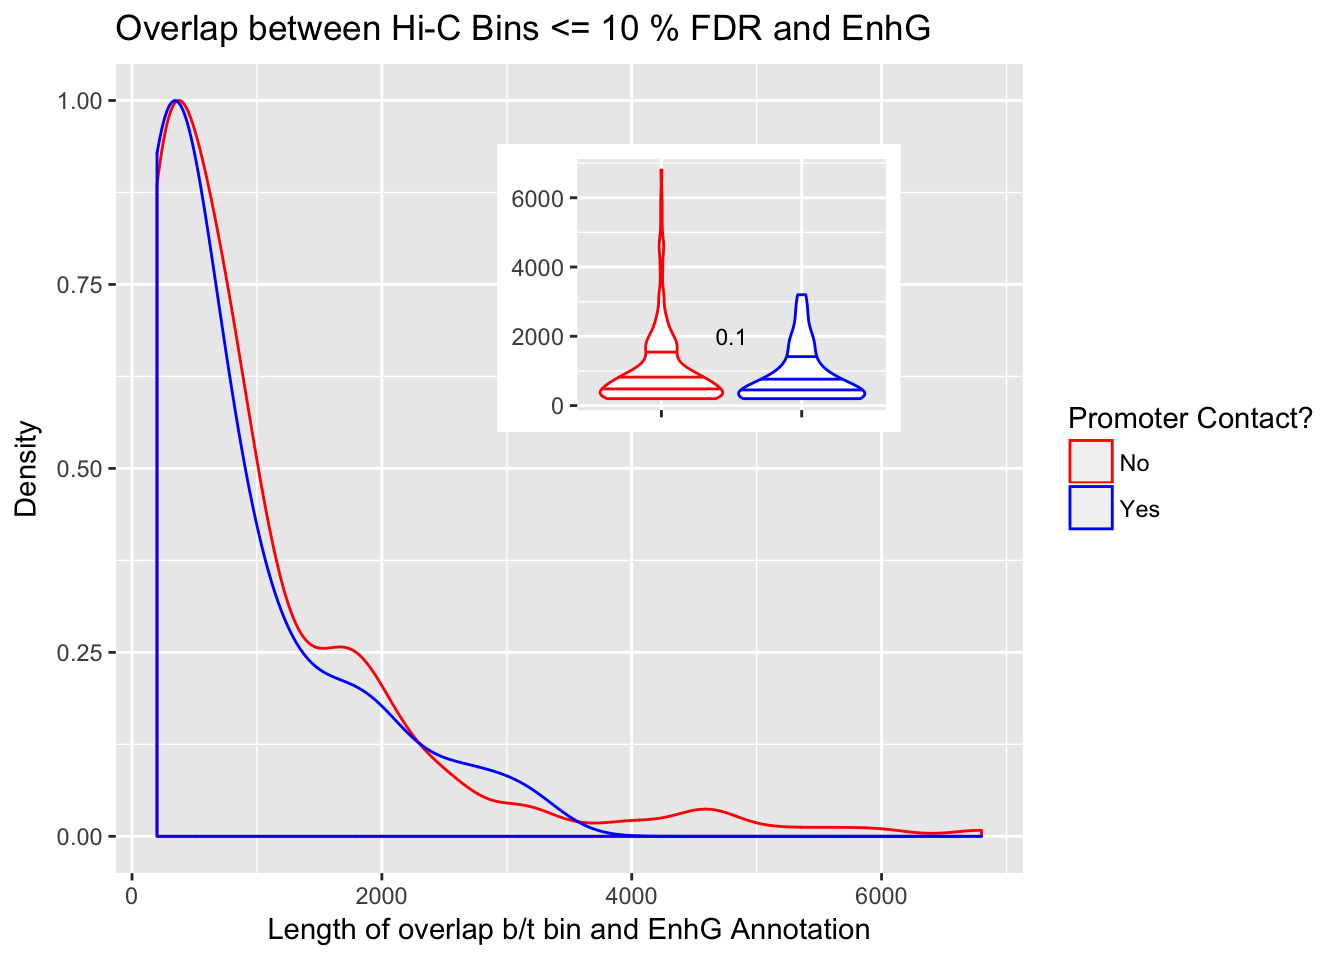 Overlap between Hi-C Bins <= 10 % FDR and EnhG
Density
1.00
0.75
0.50
0.25
0.00
0
2000
4000
6000
Length of overlap b/t bin and EnhG Annotation
6000
4000
2000
0
0.1
Promoter Contact?
No
Yes